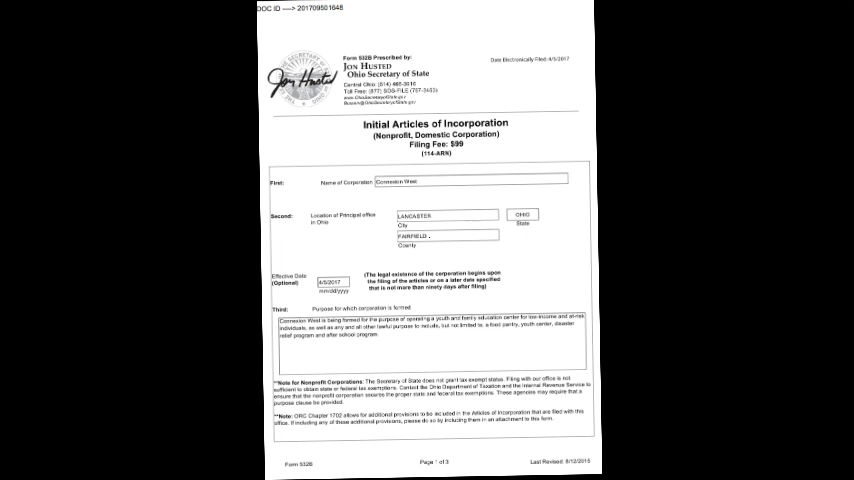 DOC ID ----> 201709501648
Form 532B Prescribed by:
Date Electronically Filed: 4/5/2017
JON HUSTED
Ohio Secretary of State
Jon Husted
Central Ohio: (614) 466-3910
Toll Free: (877) SOS-FILE (767-3453)
www.OhioSecretaryofState.gov
Busserv@OhioSecretaryofState.gov
Initial Articles of Incorporation
(Nonprofit, Domestic Corporation)
Filing Fee: $99
(114-ARN)
First: Name of Corporation Connexion West
Second: Location of Principal office in Ohio
LANCASTER OHIO
City State
FAIRFIELD
County
Effective Date (Optional) 4/5/2017
mm/dd/yyyy
(The legal existence of the corporation begins upon
the filing of the articles or on a later date specified
that is not more than ninety days after filing)
Third: Purpose for which corporation is formed
Connexion West is being formed for the purpose of operating a youth and family education center for low-income and at-risk
individuals, as well as any and all other lawful purpose to include, but not limited to, a food pantry, youth center, disaster
relief program and after school program.
**Note for Nonprofit Corporations: The Secretary of State does not grant tax exempt status. Filing with our office is not
sufficient to obtain state or federal tax exemptions. Contact the Ohio Department of Taxation and the Internal Revenue Service to
ensure that the nonprofit corporation secures the proper state and federal tax exemptions. These agencies may require that a
purpose clause be provided.
**Note: ORC Chapter 1702 allows for additional provisions to be included in the Articles of Incorporation that are filed with this
office. If including any of these additional provisions, please do so by including them in an attachment to this form.
Form 532B Page 1 of 3 Last Revised: 8/12/2015